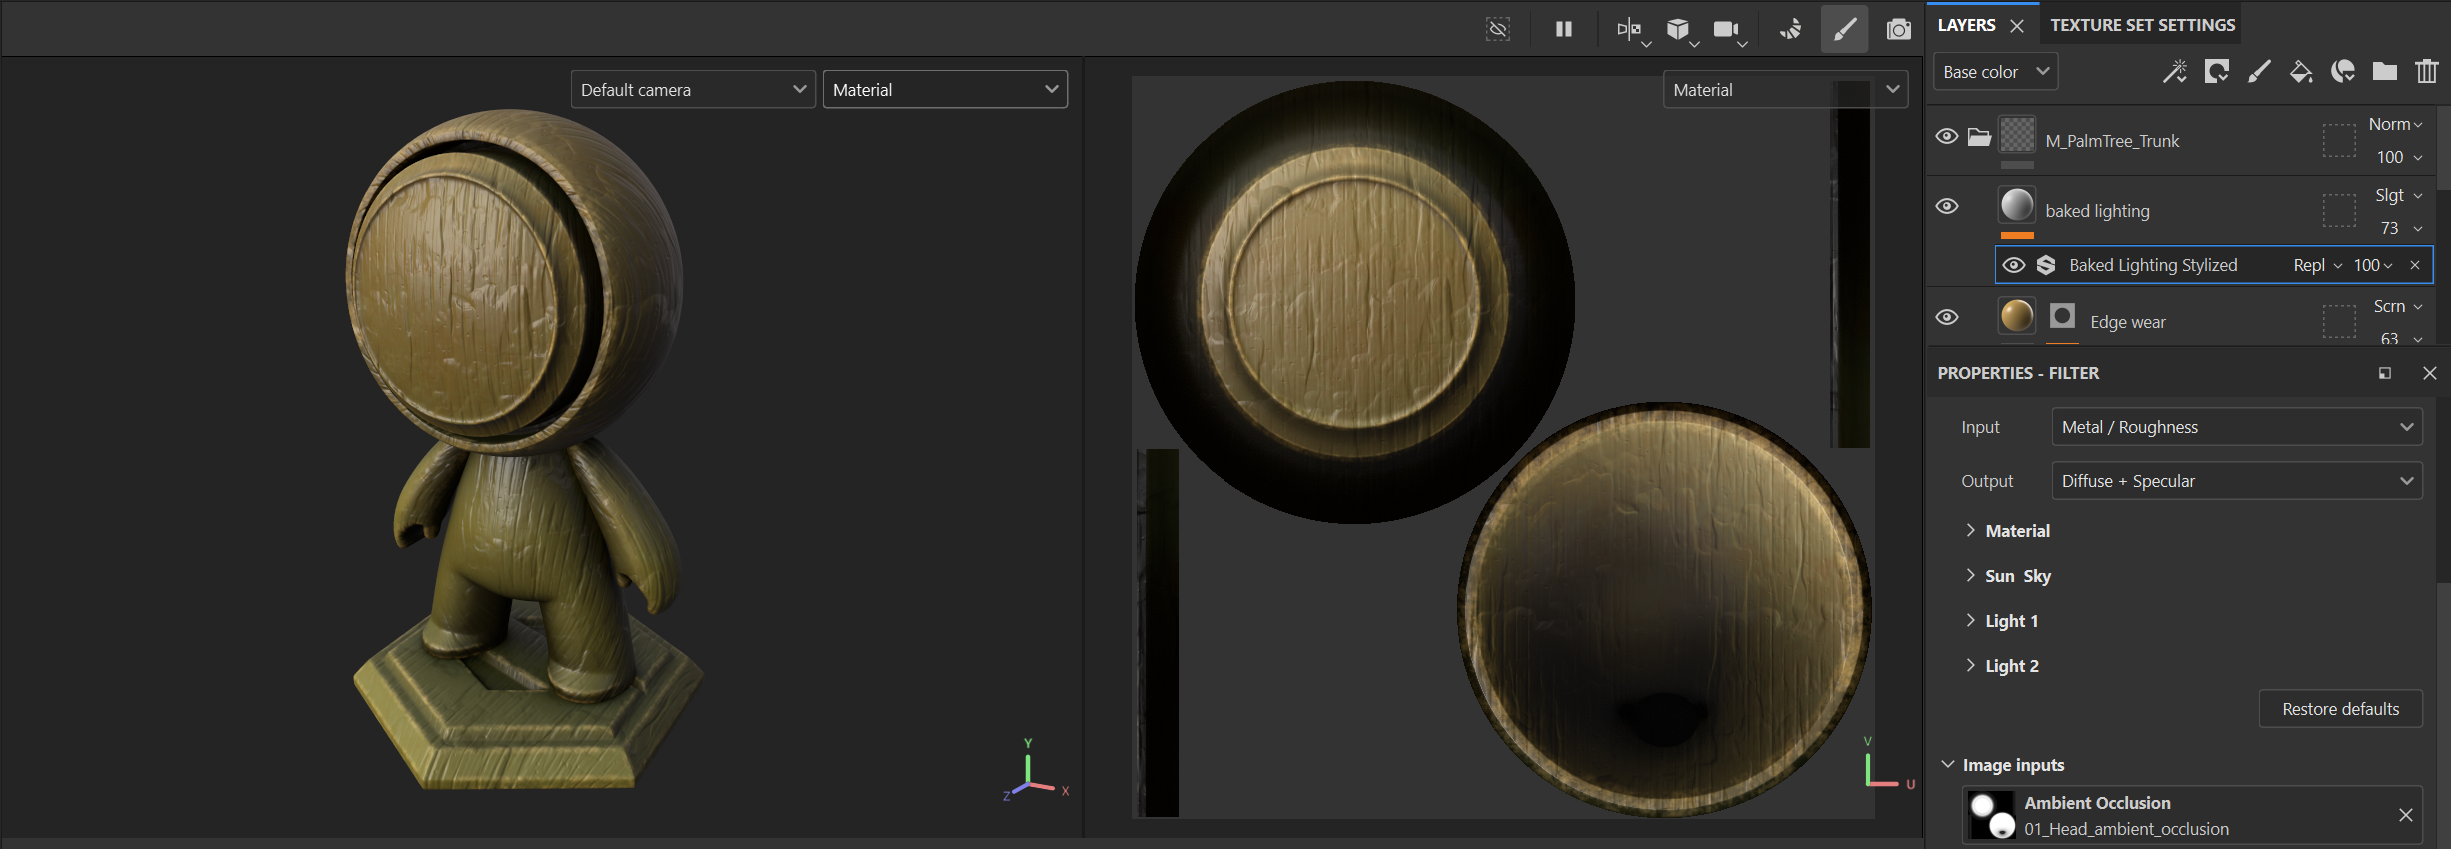 LAYERS
TEXTURE SET SETTINGS
Default camera
Material
Material
Base color
M_PalmTree_Trunk
Norm
100
baked lighting
Slgt
73
Baked Lighting Stylized
Repl
100
Edge wear
Scrn
63
PROPERTIES - FILTER
Input
Metal / Roughness
Output
Diffuse + Specular
Material
Sun Sky
Light 1
Light 2
Restore defaults
Image inputs
Ambient Occlusion
01_Head_ambient_occlusion
Y
Z
X
V
U